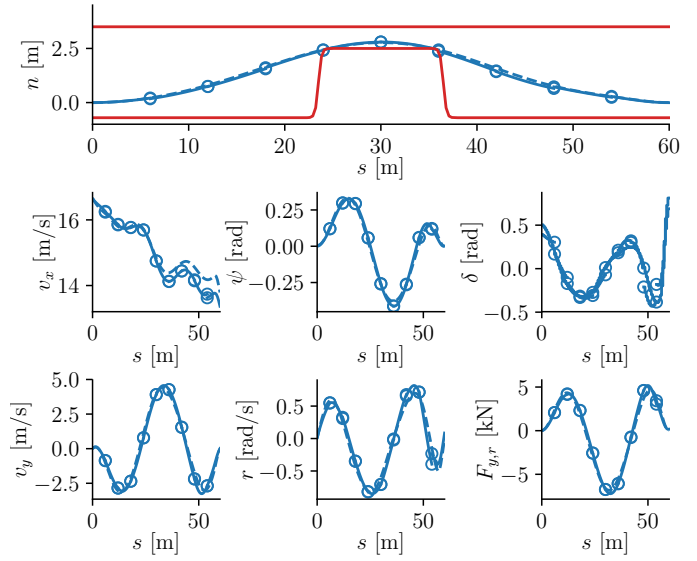 n [m]
2.5
0.0
0 10 20 30 40 50 60
s [m]
v_x [m/s]
16
14
0 50
s [m]
ψ [rad]
0.25
0.00
−0.25
0 50
s [m]
δ [rad]
0.5
0.0
−0.5
0 50
s [m]
v_y [m/s]
5.0
2.5
0.0
−2.5
0 50
s [m]
r [rad/s]
0.5
0.0
−0.5
0 50
s [m]
F_{y,r} [kN]
5
0
−5
0 50
s [m]